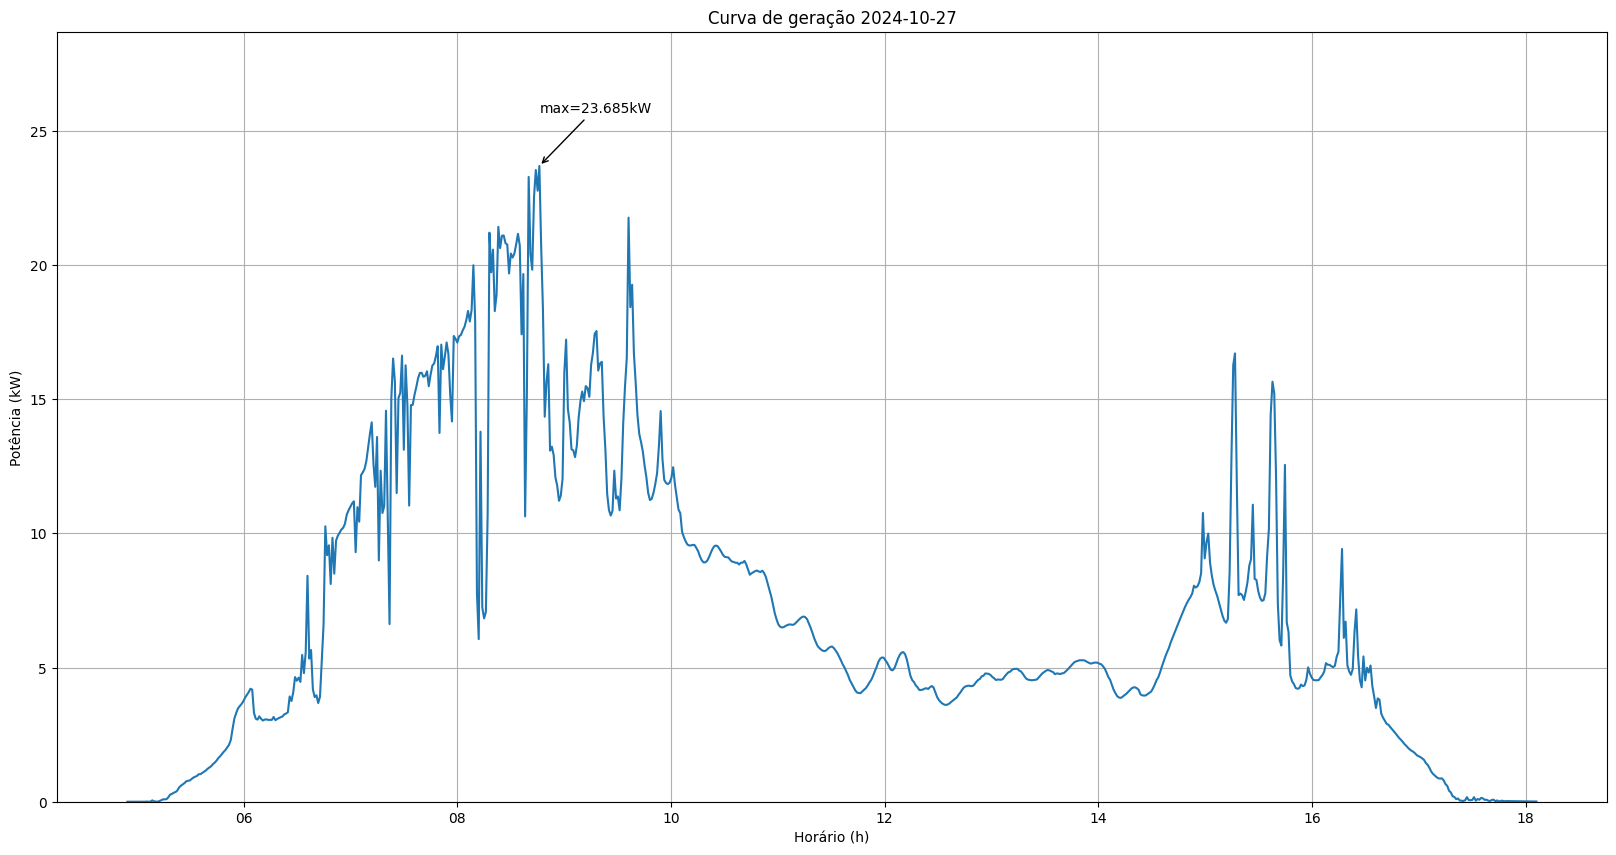 Curva de geração 2024-10-27
max=23.685kW
25
20
15
10
5
0
Potência (kW)
06 08 10 12 14 16 18
Horário (h)